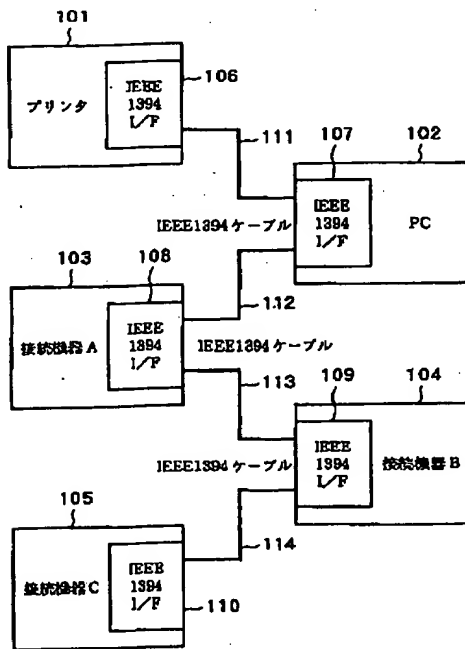 101
プリンタ
IEEE
1394
I/F
106
111
102
107
IEEE
1394
I/F
PC
IEEE1394ケーブル
103
108
接続機器A
IEEE
1394
I/F
112
IEEE1394ケーブル
113
104
109
IEEE
1394
I/F
接続機器B
IEEE1394ケーブル
105
114
接続機器C
IEEE
1394
I/F
110